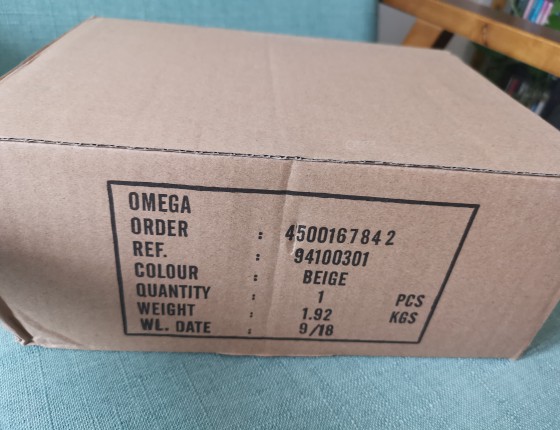 OMEGA
ORDER : 4500167842
REF. : 94100301
COLOUR : BEIGE
QUANTITY : 1 PCS
WEIGHT : 1.92 KGS
WL. DATE : 9/18